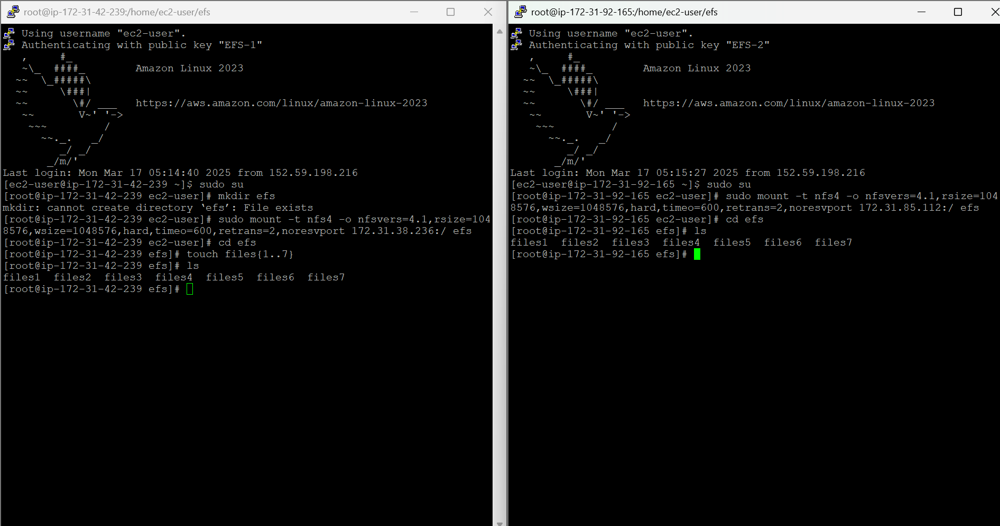 root@ip-172-31-42-239:/home/ec2-user/efs
Using username "ec2-user".
Authenticating with public key "EFS-1"
   ,     #_
   ~\_  ####_        Amazon Linux 2023
  ~~  \_#####\
  ~~     \###|
  ~~       \#/ ___   https://aws.amazon.com/linux/amazon-linux-2023
   ~~       V~' '->
    ~~~         /
      ~~._.   _/
         _/ _/
       _/m/'
Last login: Mon Mar 17 05:14:40 2025 from 152.59.198.216
[ec2-user@ip-172-31-42-239 ~]$ sudo su
[root@ip-172-31-42-239 ec2-user]# mkdir efs
mkdir: cannot create directory ‘efs’: File exists
[root@ip-172-31-42-239 ec2-user]# sudo mount -t nfs4 -o nfsvers=4.1,rsize=104
8576,wsize=1048576,hard,timeo=600,retrans=2,noresvport 172.31.38.236:/ efs
[root@ip-172-31-42-239 ec2-user]# cd efs
[root@ip-172-31-42-239 efs]# touch files{1..7}
[root@ip-172-31-42-239 efs]# ls
files1  files2  files3  files4  files5  files6  files7
[root@ip-172-31-42-239 efs]#
root@ip-172-31-92-165:/home/ec2-user/efs
Using username "ec2-user".
Authenticating with public key "EFS-2"
   ,     #_
   ~\_  ####_        Amazon Linux 2023
  ~~  \_#####\
  ~~     \###|
  ~~       \#/ ___   https://aws.amazon.com/linux/amazon-linux-2023
   ~~       V~' '->
    ~~~         /
      ~~._.   _/
         _/ _/
       _/m/'
Last login: Mon Mar 17 05:15:27 2025 from 152.59.198.216
[ec2-user@ip-172-31-92-165 ~]$ sudo su
[root@ip-172-31-92-165 ec2-user]# sudo mount -t nfs4 -o nfsvers=4.1,rsize=104
8576,wsize=1048576,hard,timeo=600,retrans=2,noresvport 172.31.85.112:/ efs
[root@ip-172-31-92-165 ec2-user]# cd efs
[root@ip-172-31-92-165 efs]# ls
files1  files2  files3  files4  files5  files6  files7
[root@ip-172-31-92-165 efs]#